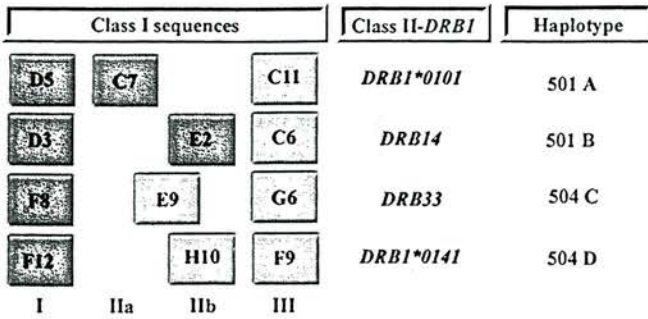 Class I sequences Class II-DRB1 Haplotype
D5 C7 C11 DRB1*0101 501 A
D3 E2 C6 DRB14 501 B
F8 E9 G6 DRB33 504 C
F12 H10 F9 DRB1*0141 504 D
I IIa IIb III